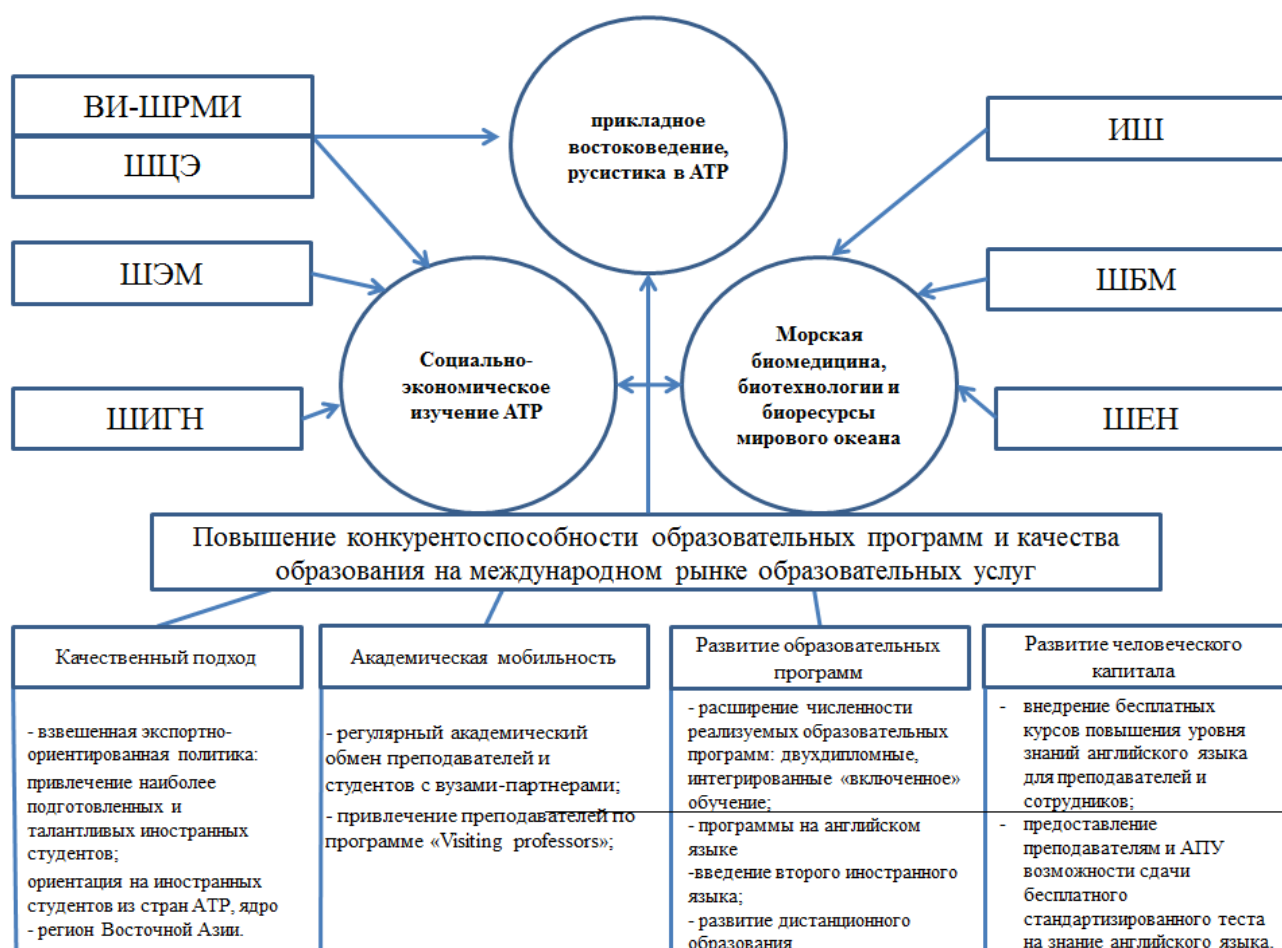 ВИ-ШРМИ
ШЦЭ
ШЭМ
ШИГН
прикладное
востоковедение,
русистика в АТР
ИШ
ШБМ
ШЕН
Социально-
экономическое
изучение АТР
Морская
биомедицина,
биотехнологии и
биоресурсы
мирового океана
Повышение конкурентоспособности образовательных программ и качества
образования на международном рынке образовательных услуг
Качественный подход
- взвешенная экспортно-
ориентированная политика:
привлечение наиболее
подготовленных и
талантливых иностранных
студентов;
ориентация на иностранных
студентов из стран АТР, ядро
- регион Восточной Азии.
Академическая мобильность
- регулярный академический
обмен преподавателей и
студентов с вузами-партнерами;
- привлечение преподавателей по
программе «Visiting professors»;
Развитие образовательных
программ
- расширение численности
реализуемых образовательных
программ: двухдипломные,
интегрированные «включенное»
обучение;
- программы на английском
языке
-введение второго иностранного
языка;
- развитие дистанционного
образования
Развитие человеческого
капитала
- внедрение бесплатных
курсов повышения уровня
знаний английского языка
для преподавателей и
сотрудников;
- предоставление
преподавателям и АПУ
возможности сдачи
бесплатного
стандартизированного теста
на знание английского языка.